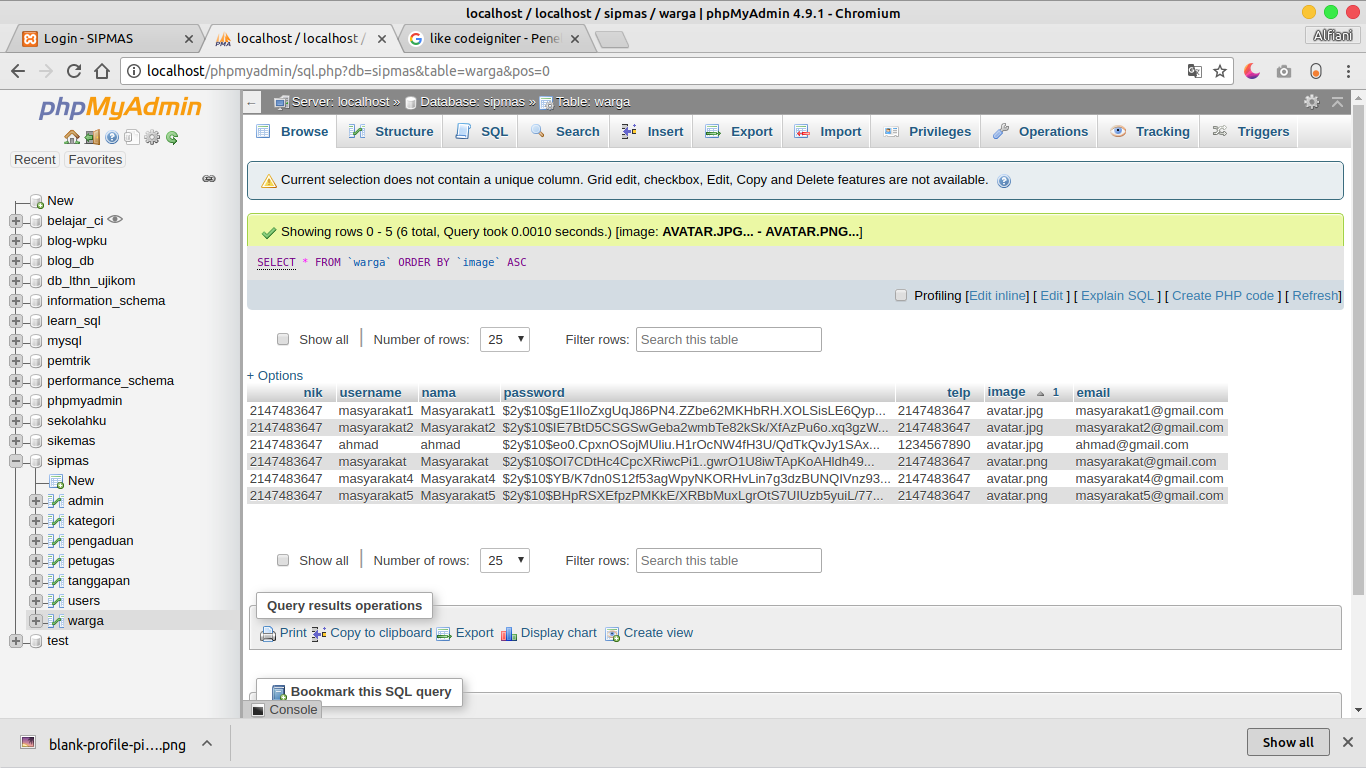 localhost / localhost / sipmas / warga | phpMyAdmin 4.9.1 - Chromium
Login - SIPMAS
localhost / localhost /
like codeigniter - Pene
Alfiani
localhost/phpmyadmin/sql.php?db=sipmas&table=warga&pos=0
phpMyAdmin
Recent Favorites
New
belajar_ci
blog-wpku
blog_db
db_lthn_ujikom
information_schema
learn_sql
mysql
pemtrik
performance_schema
phpmyadmin
sekolahku
sikemas
sipmas
New
admin
kategori
pengaduan
petugas
tanggapan
users
warga
test
Server: localhost » Database: sipmas » Table: warga
Browse Structure SQL Search Insert Export Import Privileges Operations Tracking Triggers
Current selection does not contain a unique column. Grid edit, checkbox, Edit, Copy and Delete features are not available.
Showing rows 0 - 5 (6 total, Query took 0.0010 seconds.) [image: AVATAR.JPG... - AVATAR.PNG...]
SELECT * FROM `warga` ORDER BY `image` ASC
Profiling [Edit inline] [ Edit ] [ Explain SQL ] [ Create PHP code ] [ Refresh]
Show all | Number of rows: 25 Filter rows: Search this table
+ Options
nik username nama password telp image 1 email
2147483647 masyarakat1 Masyarakat1 $2y$10$gE1lIoZxgUqJ86PN4.ZZbe62MKHbRH.XOLSisLE6Qyp... 2147483647 avatar.jpg masyarakat1@gmail.com
2147483647 masyarakat2 Masyarakat2 $2y$10$IE7BtD5CSGSwGeba2wmbTe82kSk/XfAzPu6o.xq3gzW... 2147483647 avatar.jpg masyarakat2@gmail.com
2147483647 ahmad ahmad $2y$10$eo0.CpxnOSojMUliu.H1rOcNW4fH3U/QdTkQvJy1SAx... 1234567890 avatar.jpg ahmad@gmail.com
2147483647 masyarakat Masyarakat $2y$10$OI7CDtHc4CpcXRiwcPi1..gwrO1U8iwTApKoAHldh49... 2147483647 avatar.png masyarakat@gmail.com
2147483647 masyarakat4 Masyarakat4 $2y$10$YB/K7dn0S12f53agWpyNKORHvLin7g3dzBUNQIVnz93... 2147483647 avatar.png masyarakat4@gmail.com
2147483647 masyarakat5 Masyarakat5 $2y$10$BHpRSXEfpzPMKkE/XRBbMuxLgrOtS7UIUzb5yuiL/77... 2147483647 avatar.png masyarakat5@gmail.com
Show all | Number of rows: 25 Filter rows: Search this table
Query results operations
Print Copy to clipboard Export Display chart Create view
Bookmark this SQL query
Console
blank-profile-pi....png
Show all